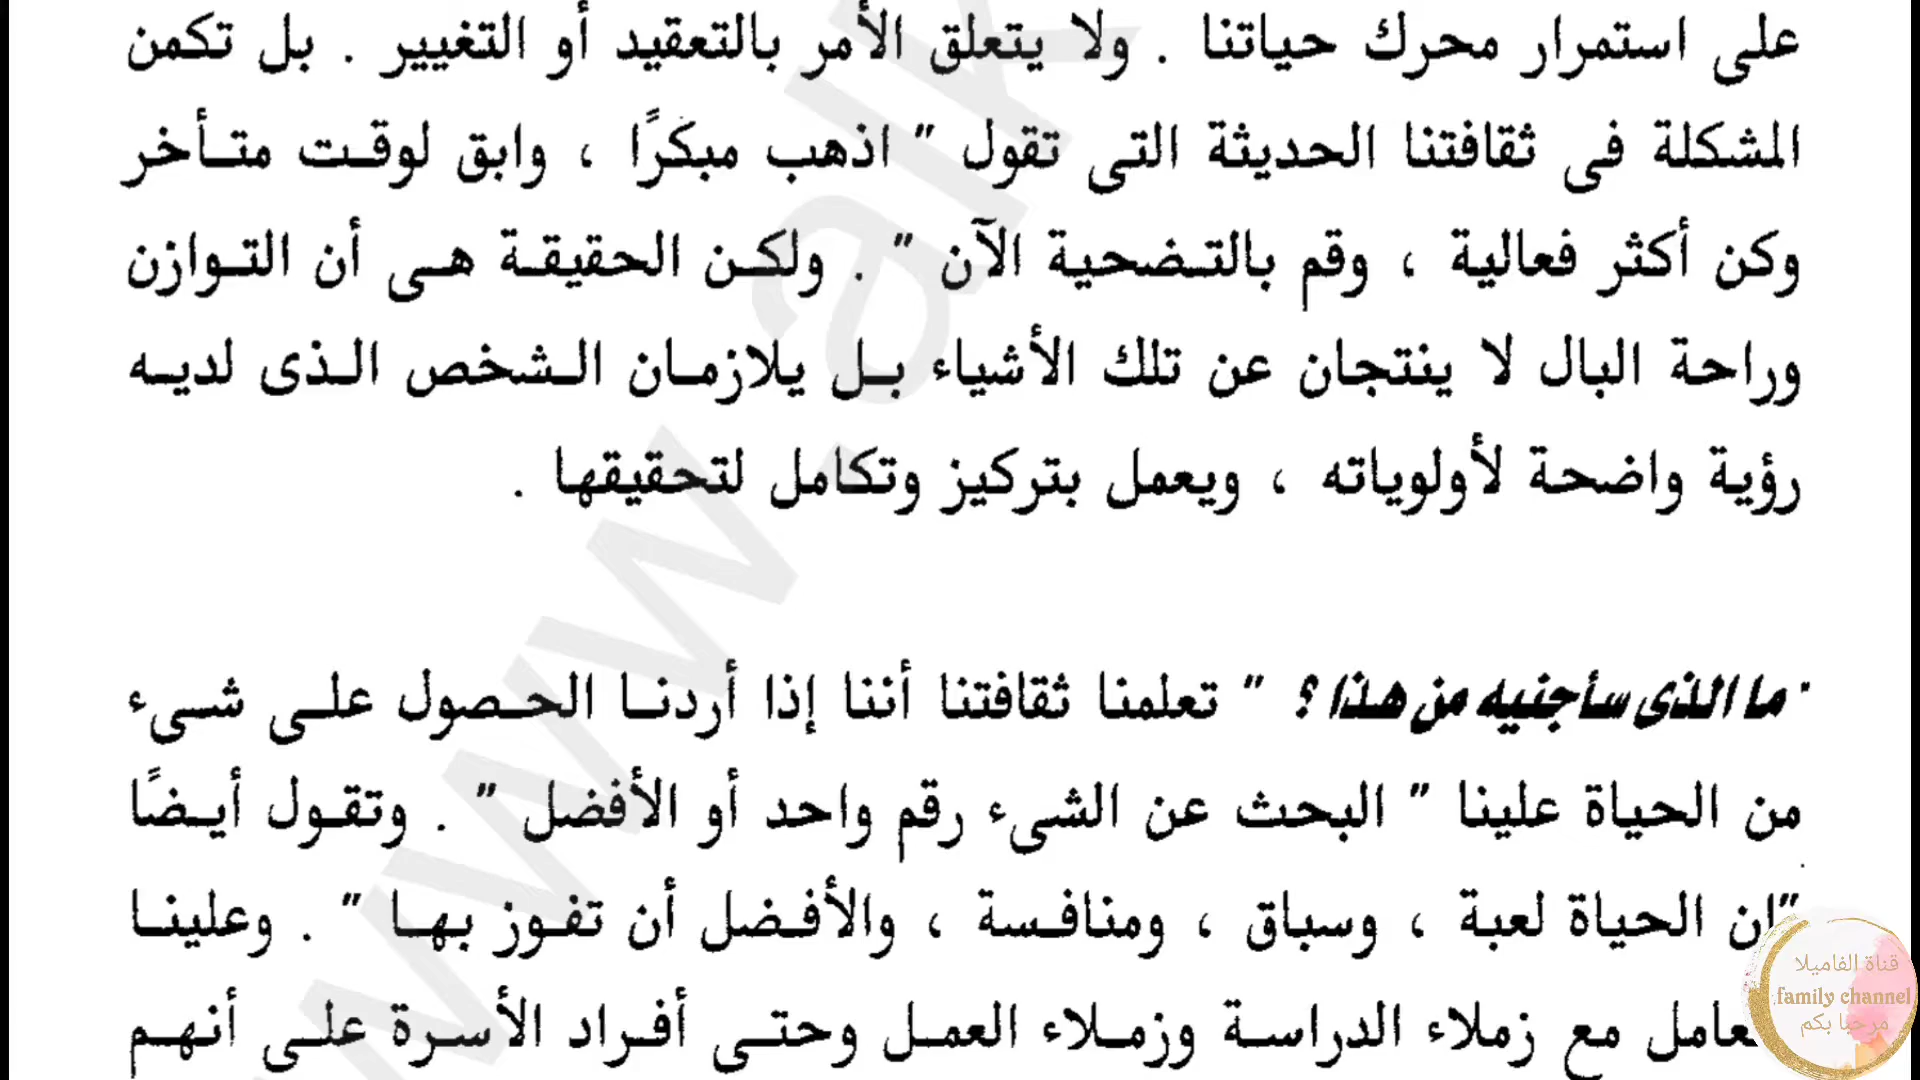 على استمرار محرك حياتنا . ولا يتعلق الأمر بالتعقيد أو التغيير . بل تكمن
المشكلة فى ثقافتنا الحديثة التى تقول " اذهب مبكرًا ، وابق لوقت متأخر
وكن أكثر فعالية ، وقم بالتضحية الآن " . ولكن الحقيقة هى أن التوازن
وراحة البال لا ينتجان عن تلك الأشياء بل يلازمان الشخص الذى لديه
رؤية واضحة لأولوياته ، ويعمل بتركيز وتكامل لتحقيقها .
" ما الذى سأجنيه من هذا ؟ " تعلمنا ثقافتنا أننا إذا أردنا الحصول على شىء
من الحياة علينا " البحث عن الشىء رقم واحد أو الأفضل " . وتقول أيضًا
"إن الحياة لعبة ، وسباق ، ومنافسة ، والأفضل أن تفوز بها " . وعلينا
مع زملاء الدراسة وزملاء العمل وحتى أفراد الأسرة على أنهم
قناة الفاميلا
family channel
مرحبا بكم
www.alk